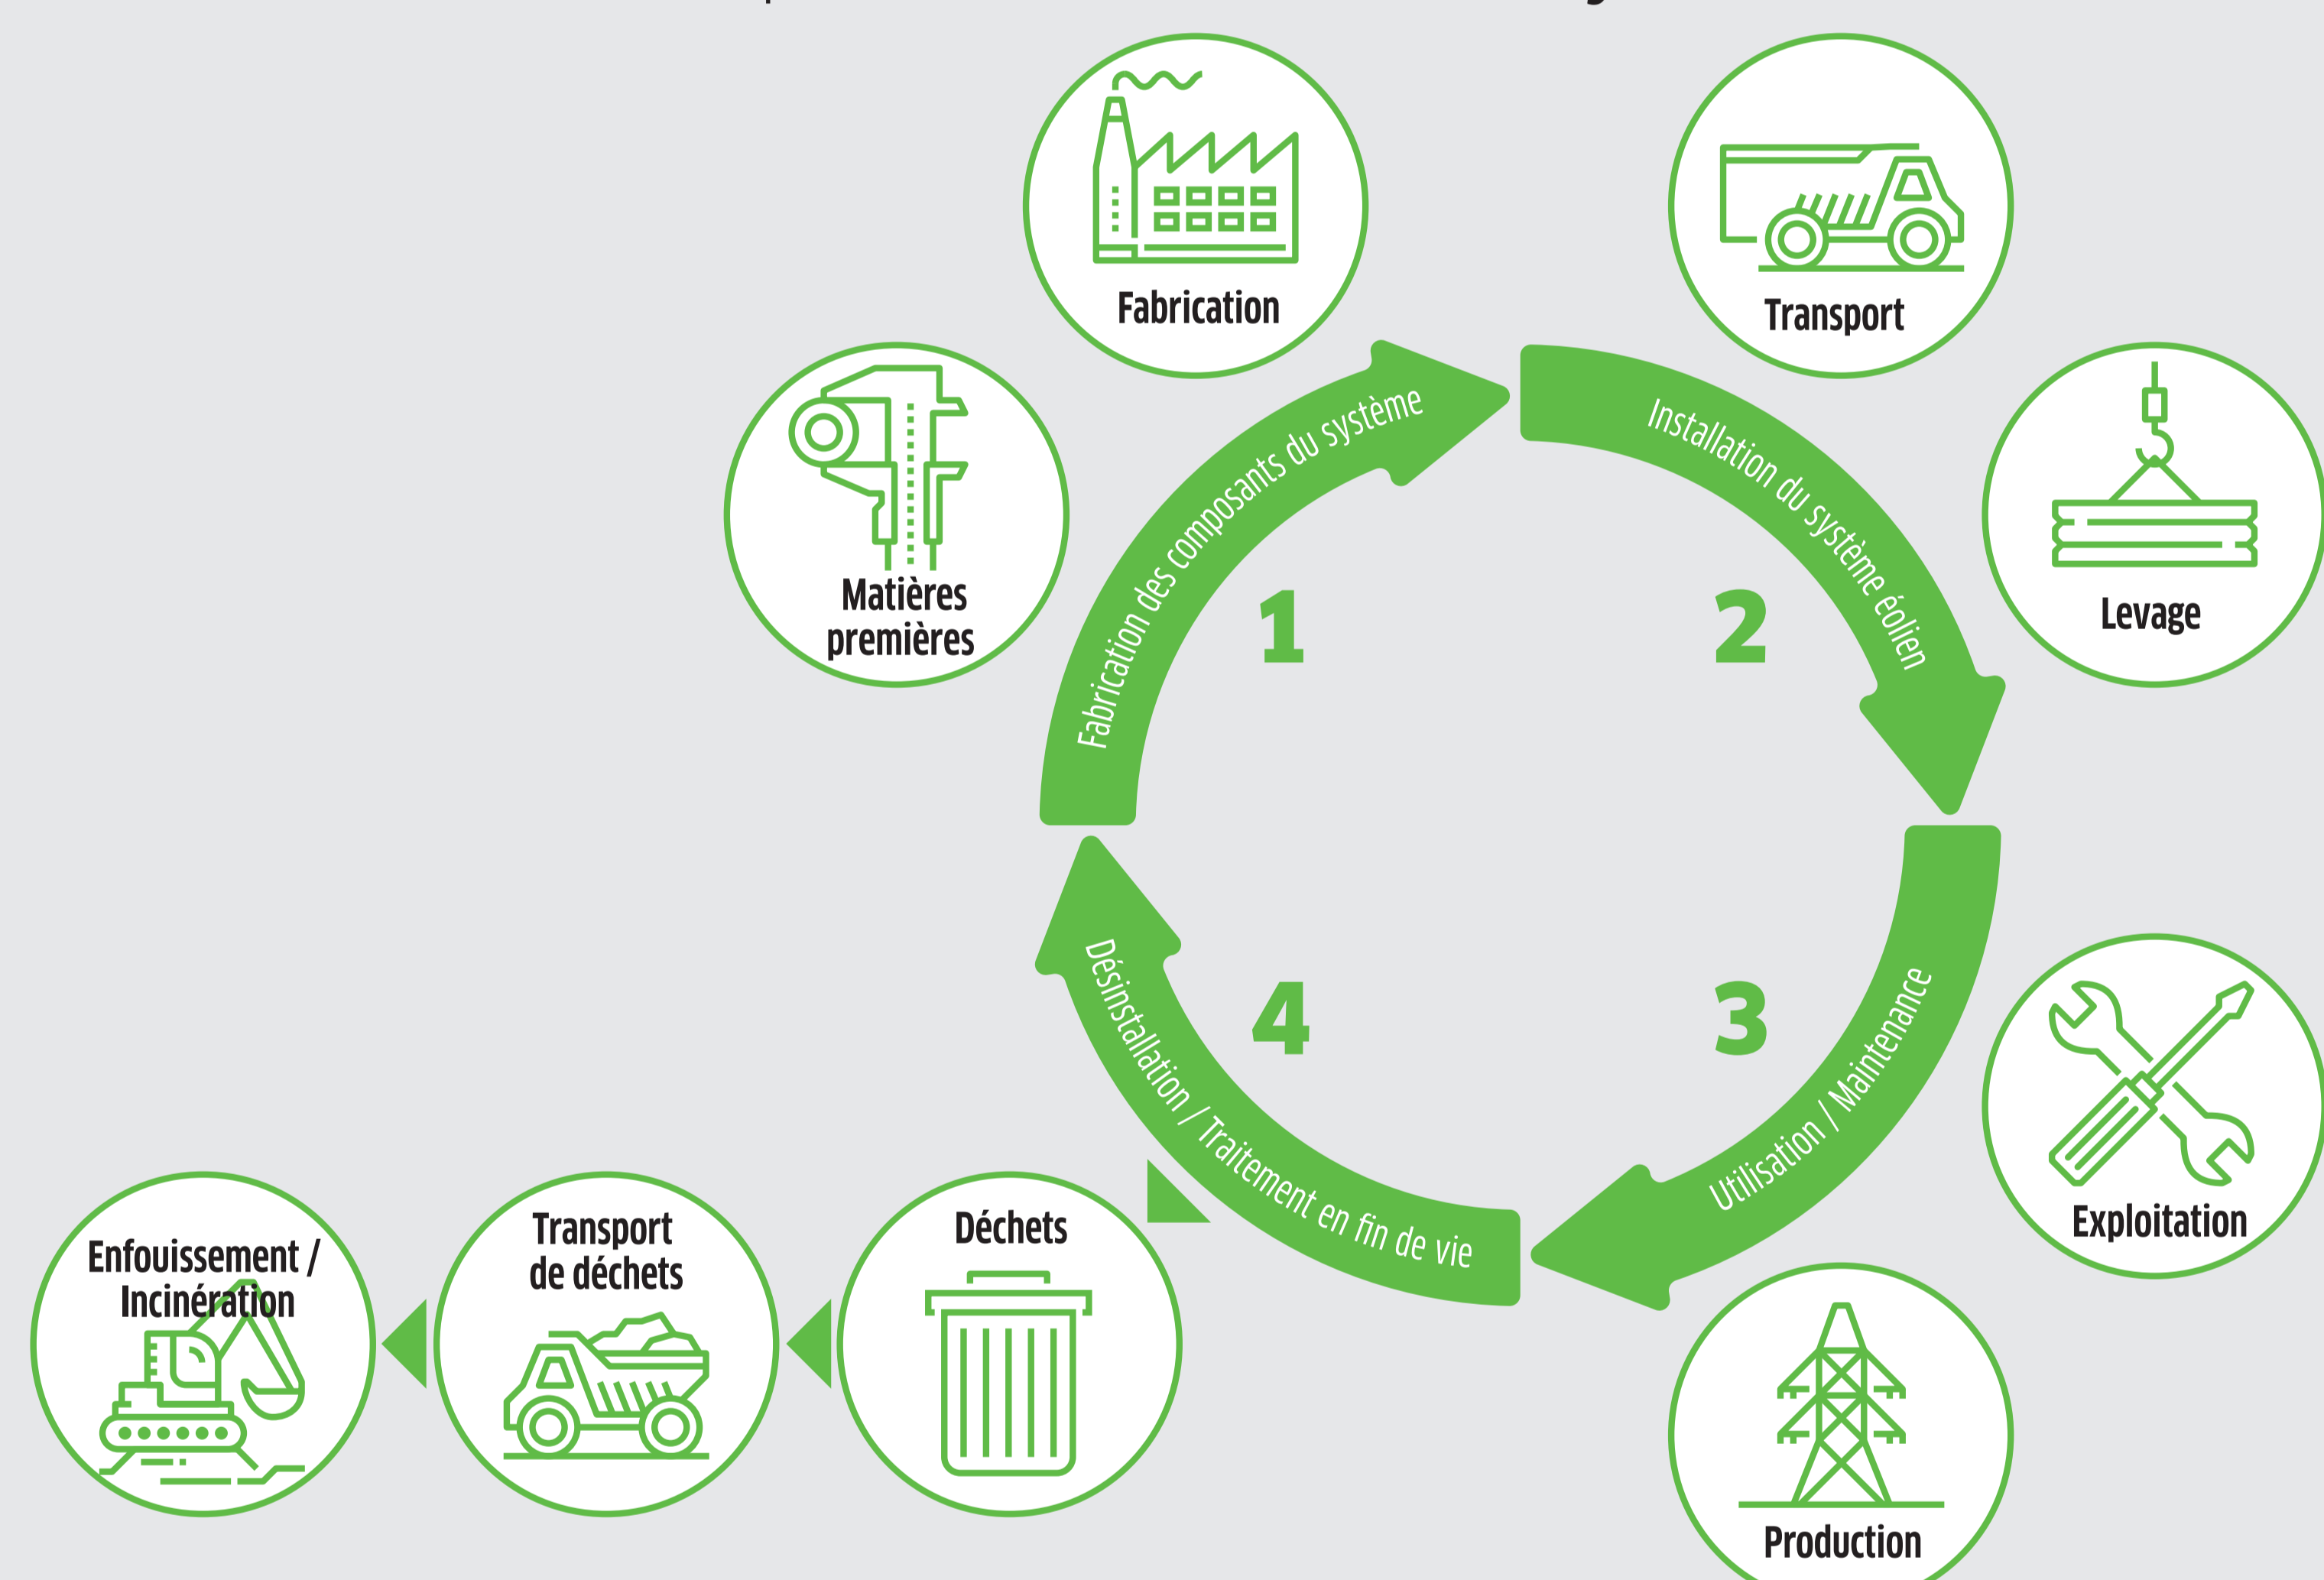 Fabrication
Transport
Matières
premières
Levage
Fabrication des composants du système
Installation du système éolien
1
2
4
3
Désinstallation / Traitement en fin de vie
Utilisation / Maintenance
Exploitation
Enfouissement /
Incinération
Transport
de déchets
Déchets
Production